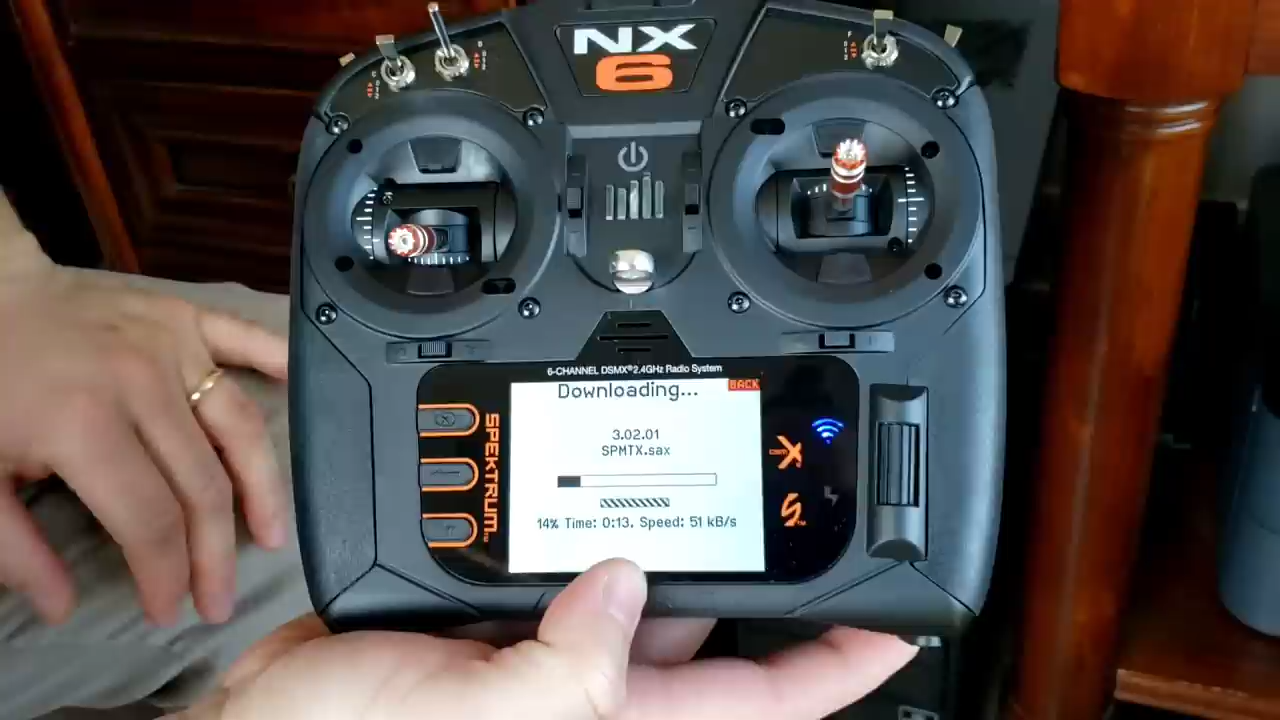 NX
6
6-CHANNEL DSMX® 2.4GHz Radio System
Downloading...
BACK
3.02.01
SPMTX.sax
14% Time: 0:13. Speed: 51 kB/s
SPEKTRUM